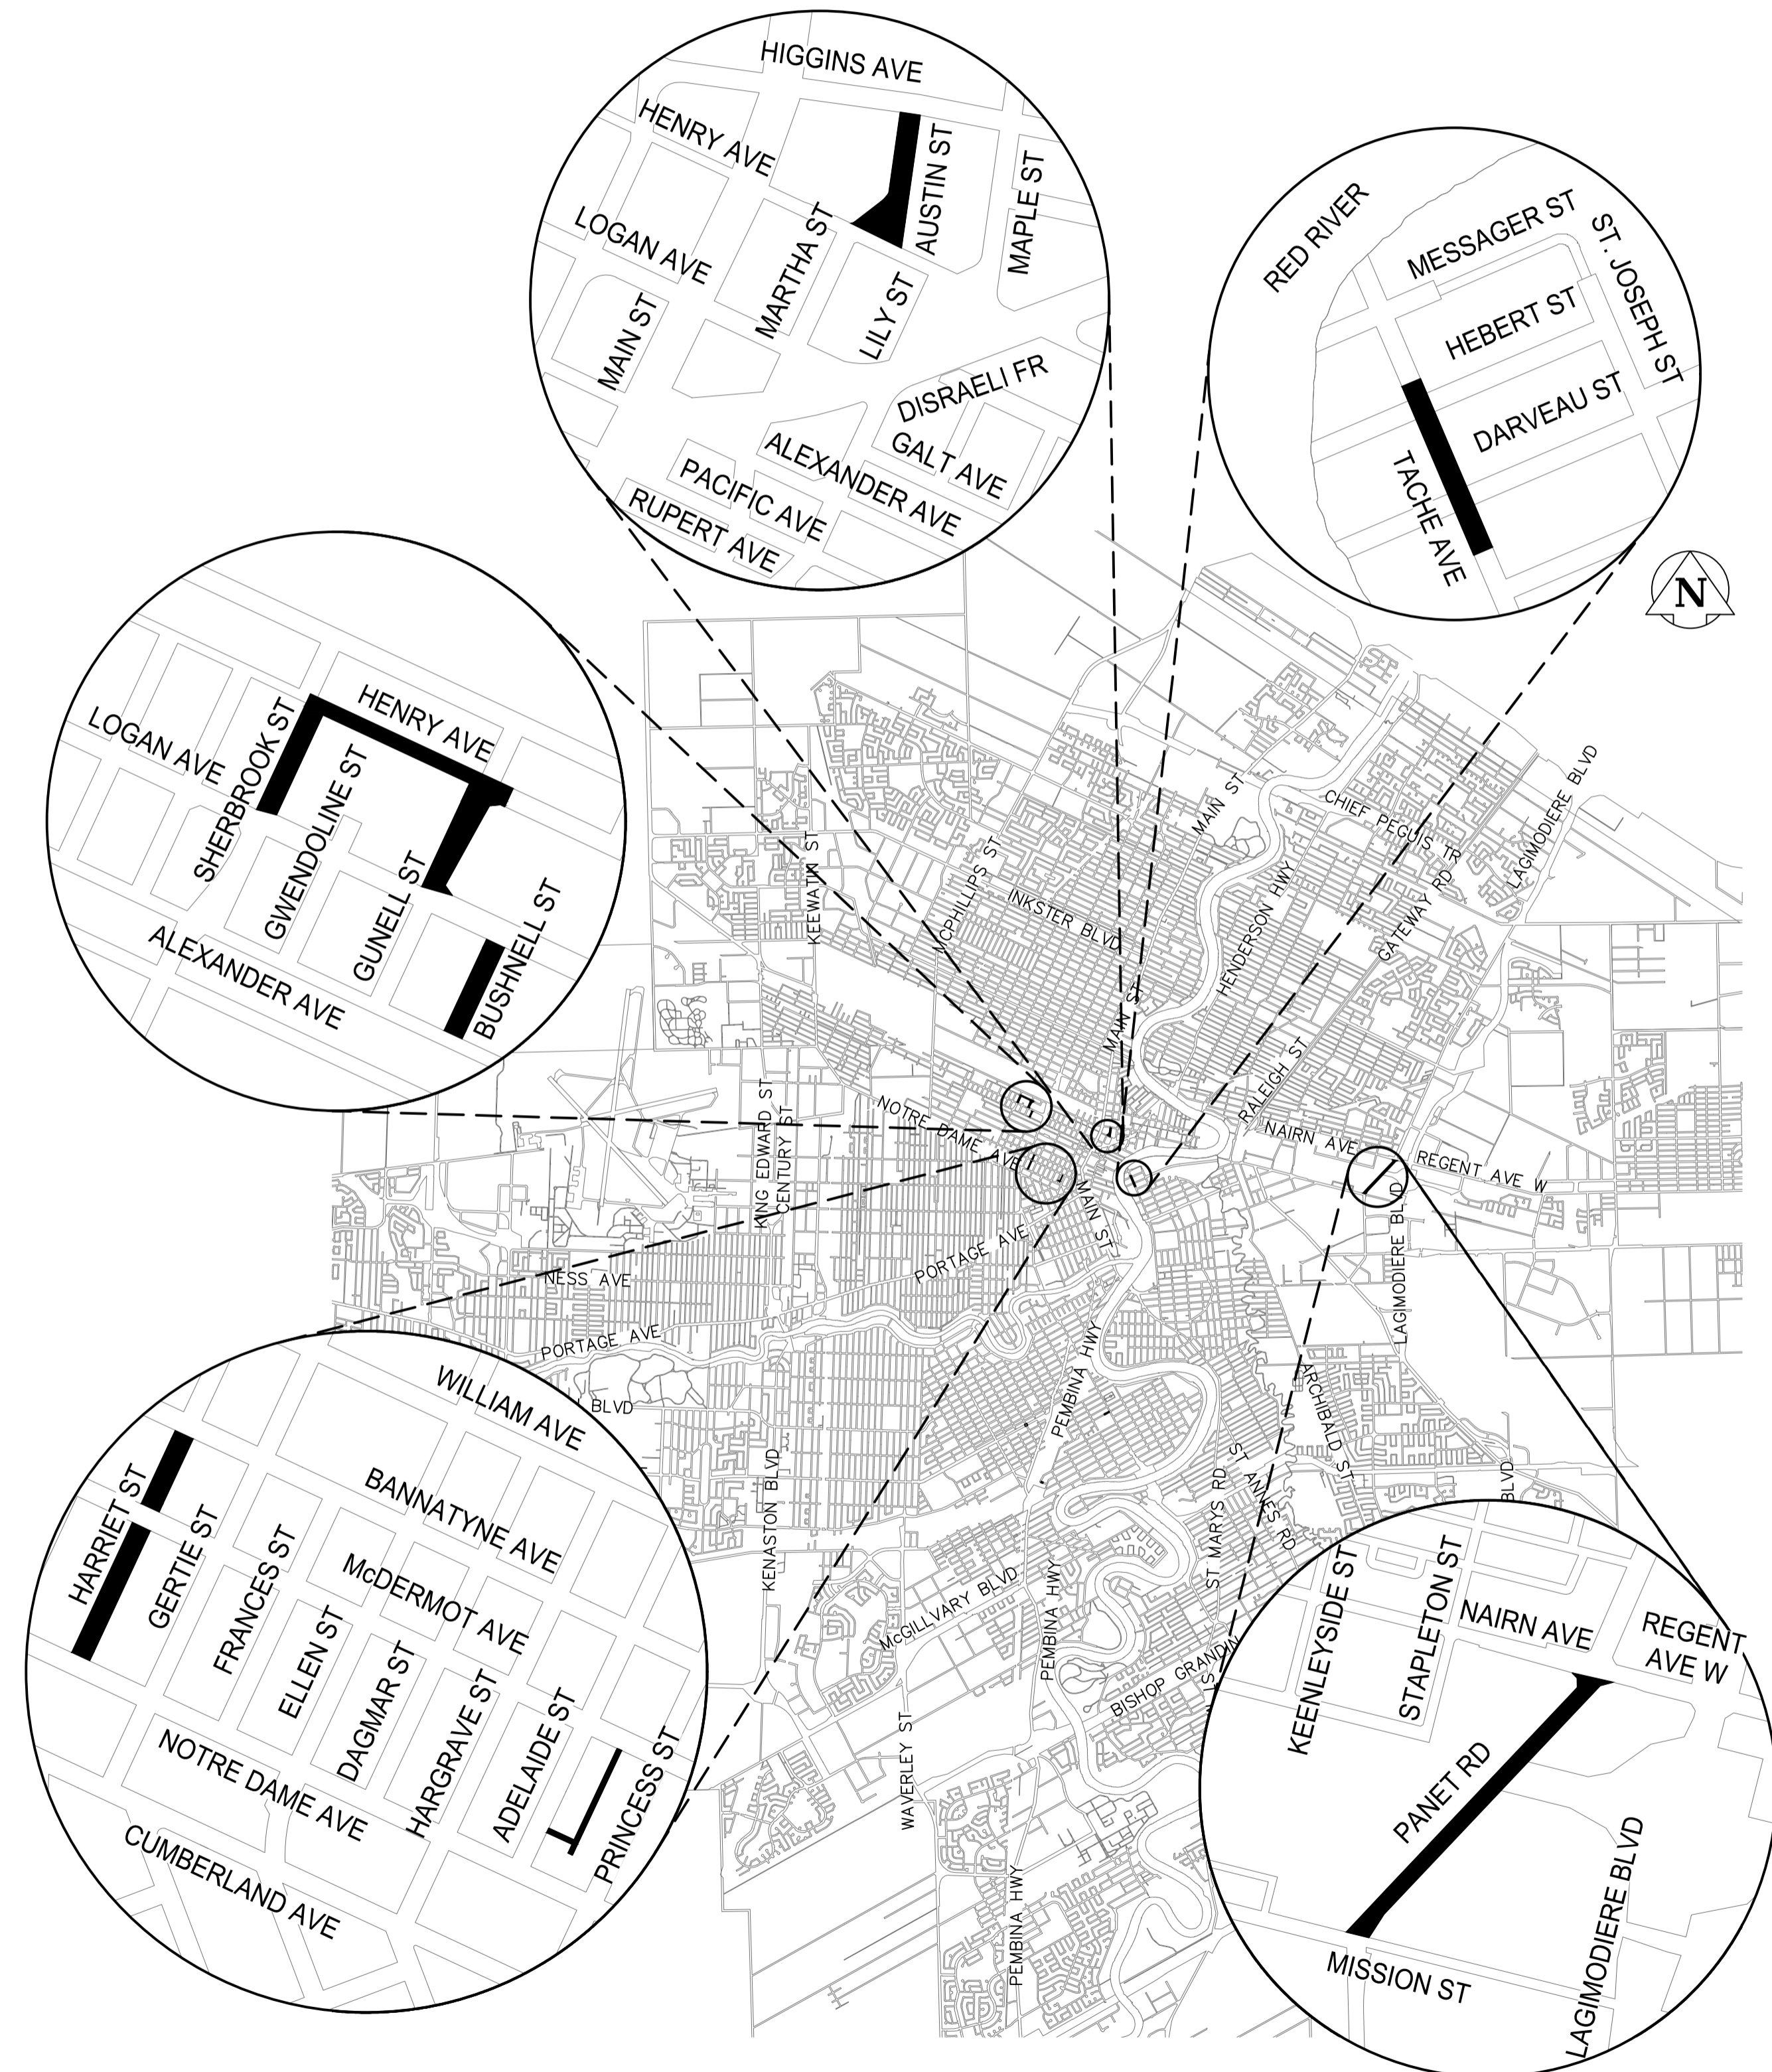 HIGGINS AVE
HENRY AVE
AUSTIN ST
MAPLE ST
LOGAN AVE
MARTHA ST
LILY ST
MAIN ST
DISRAELI FR
GALT AVE
ALEXANDER AVE
PACIFIC AVE
RUPERT AVE
RED RIVER
MESSAGER ST
ST. JOSEPH ST
HEBERT ST
DARVEAU ST
TACHE AVE
N
HENRY AVE
LOGAN AVE
SHERBROOK ST
GWENDOLINE ST
GUNELL ST
BUSHNELL ST
ALEXANDER AVE
MAIN ST
CHIEF PEGUIS TR
LAGIMODIERE BLVD
KEEWATIN ST
MCPHILLIPS ST
INKSTER BLVD
HENDERSON HWY
GATEWAY RD
MAIN ST
RALEIGH ST
KING EDWARD ST
CENTURY ST
NOTRE DAME AVE
NAIRN AVE
REGENT AVE W
MAIN ST
LAGIMODIERE BLVD
PORTAGE AVE
NESS AVE
PORTAGE AVE
PEMBINA HWY
ARCHIBALD ST
BLVD
KENASTON BLVD
ST ANNES RD
ST MARYS RD
BLVD
McGILLVARY BLVD
PEMBINA HWY
BISHOP GRANDIN
WAVERLEY ST
PEMBINA HWY
WILLIAM AVE
BANNATYNE AVE
HARRIET ST
GERTIE ST
FRANCES ST
McDERMOT AVE
ELLEN ST
DAGMAR ST
HARGRAVE ST
ADELAIDE ST
PRINCESS ST
NOTRE DAME AVE
CUMBERLAND AVE
KEENLEYSIDE ST
STAPLETON ST
NAIRN AVE
REGENT
AVE W
PANET RD
LAGIMODIERE BLVD
MISSION ST